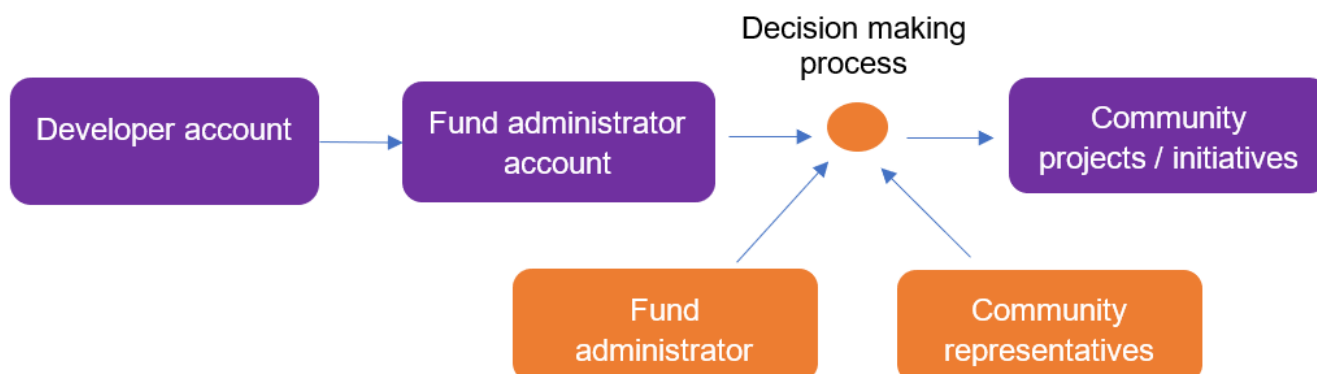 Decision making
process
Developer account
Fund administrator
account
Community
projects / initiatives
Fund
administrator
Community
representatives